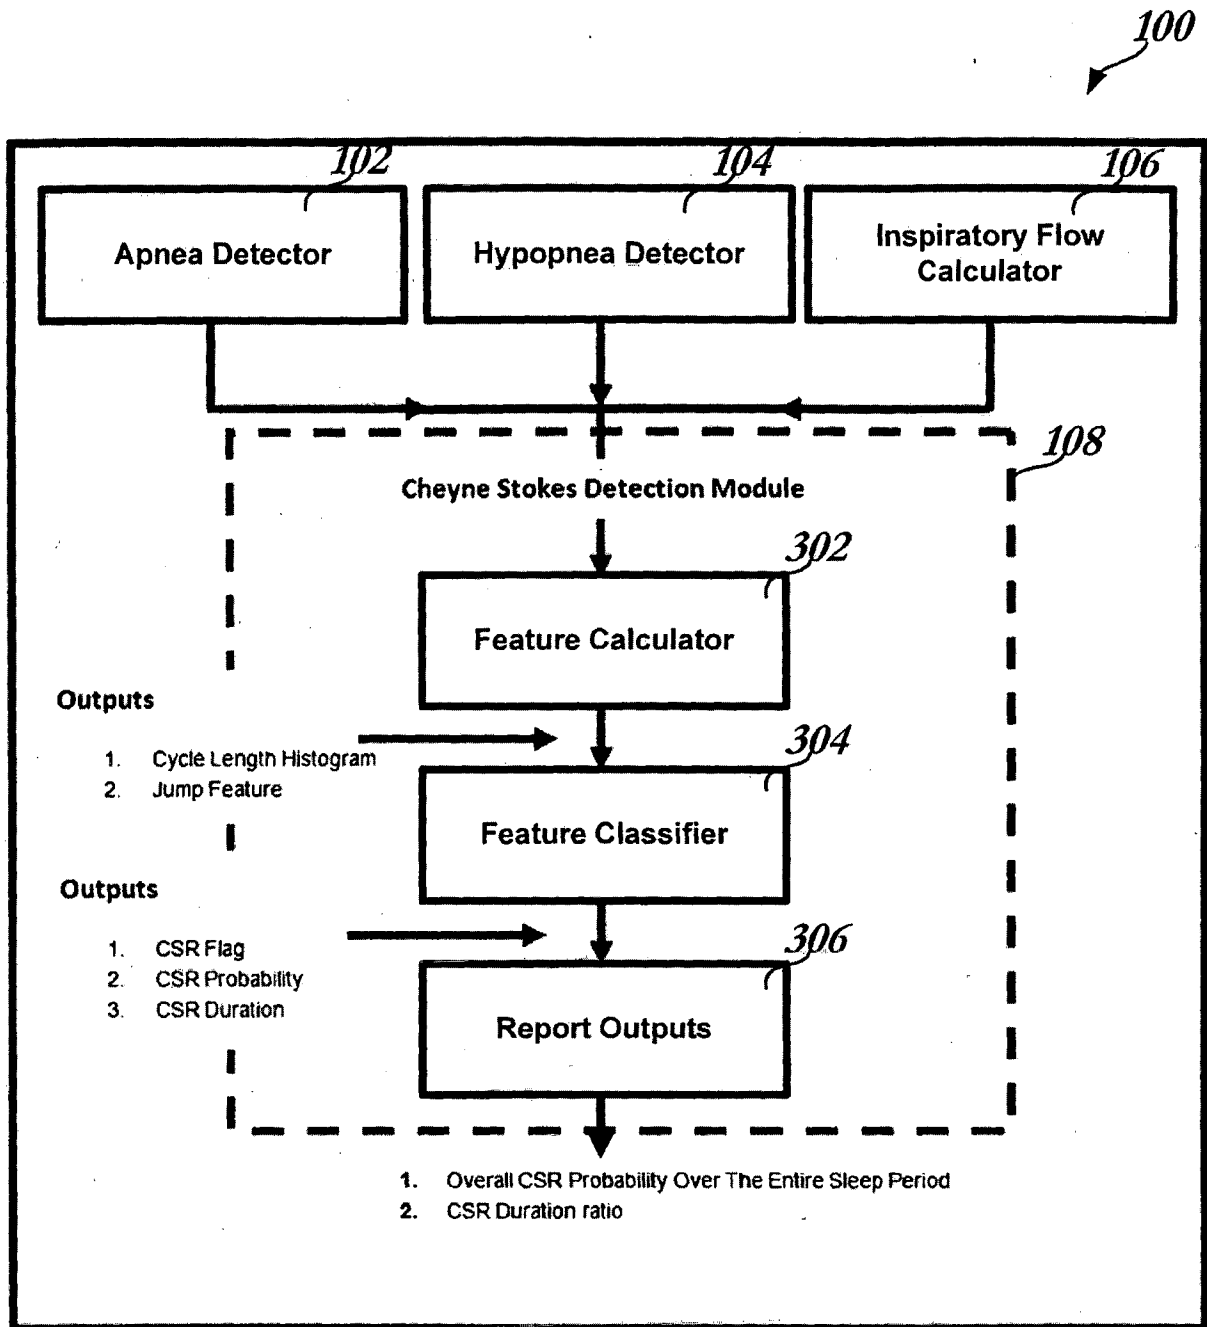 100
102
104
106
Apnea Detector
Hypopnea Detector
Inspiratory Flow
Calculator
108
Cheyne Stokes Detection Module
302
Feature Calculator
Outputs
1. Cycle Length Histogram
2. Jump Feature
304
Feature Classifier
Outputs
1. CSR Flag
2. CSR Probability
3. CSR Duration
306
Report Outputs
1. Overall CSR Probability Over The Entire Sleep Period
2. CSR Duration ratio